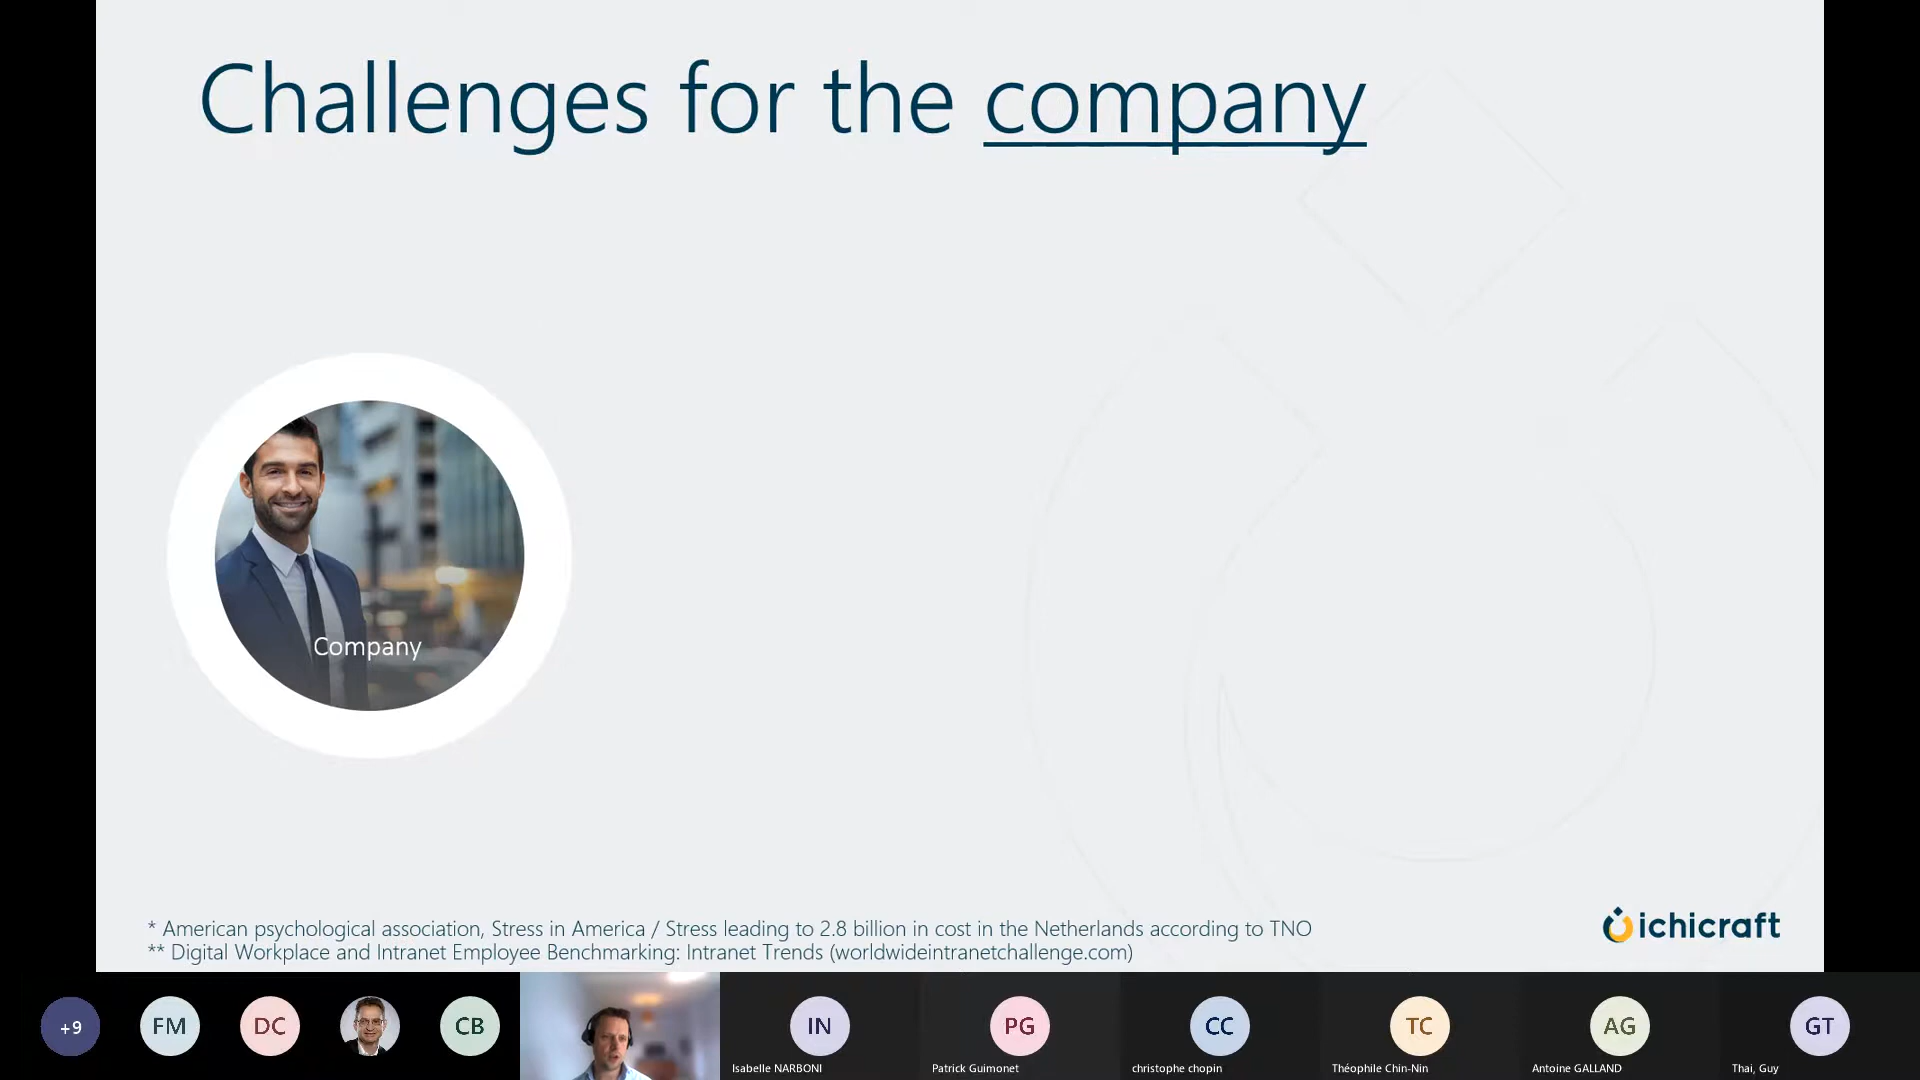 Challenges for the company
Company
* American psychological association, Stress in America / Stress leading to 2.8 billion in cost in the Netherlands according to TNO
** Digital Workplace and Intranet Employee Benchmarking: Intranet Trends (worldwideintranetchallenge.com)
ichicraft
+9 FM DC CB IN PG CC TC AG GT
Isabelle NARBONI Patrick Guimonet christophe chopin Théophile Chin-Nin Antoine GALLAND Thai, Guy